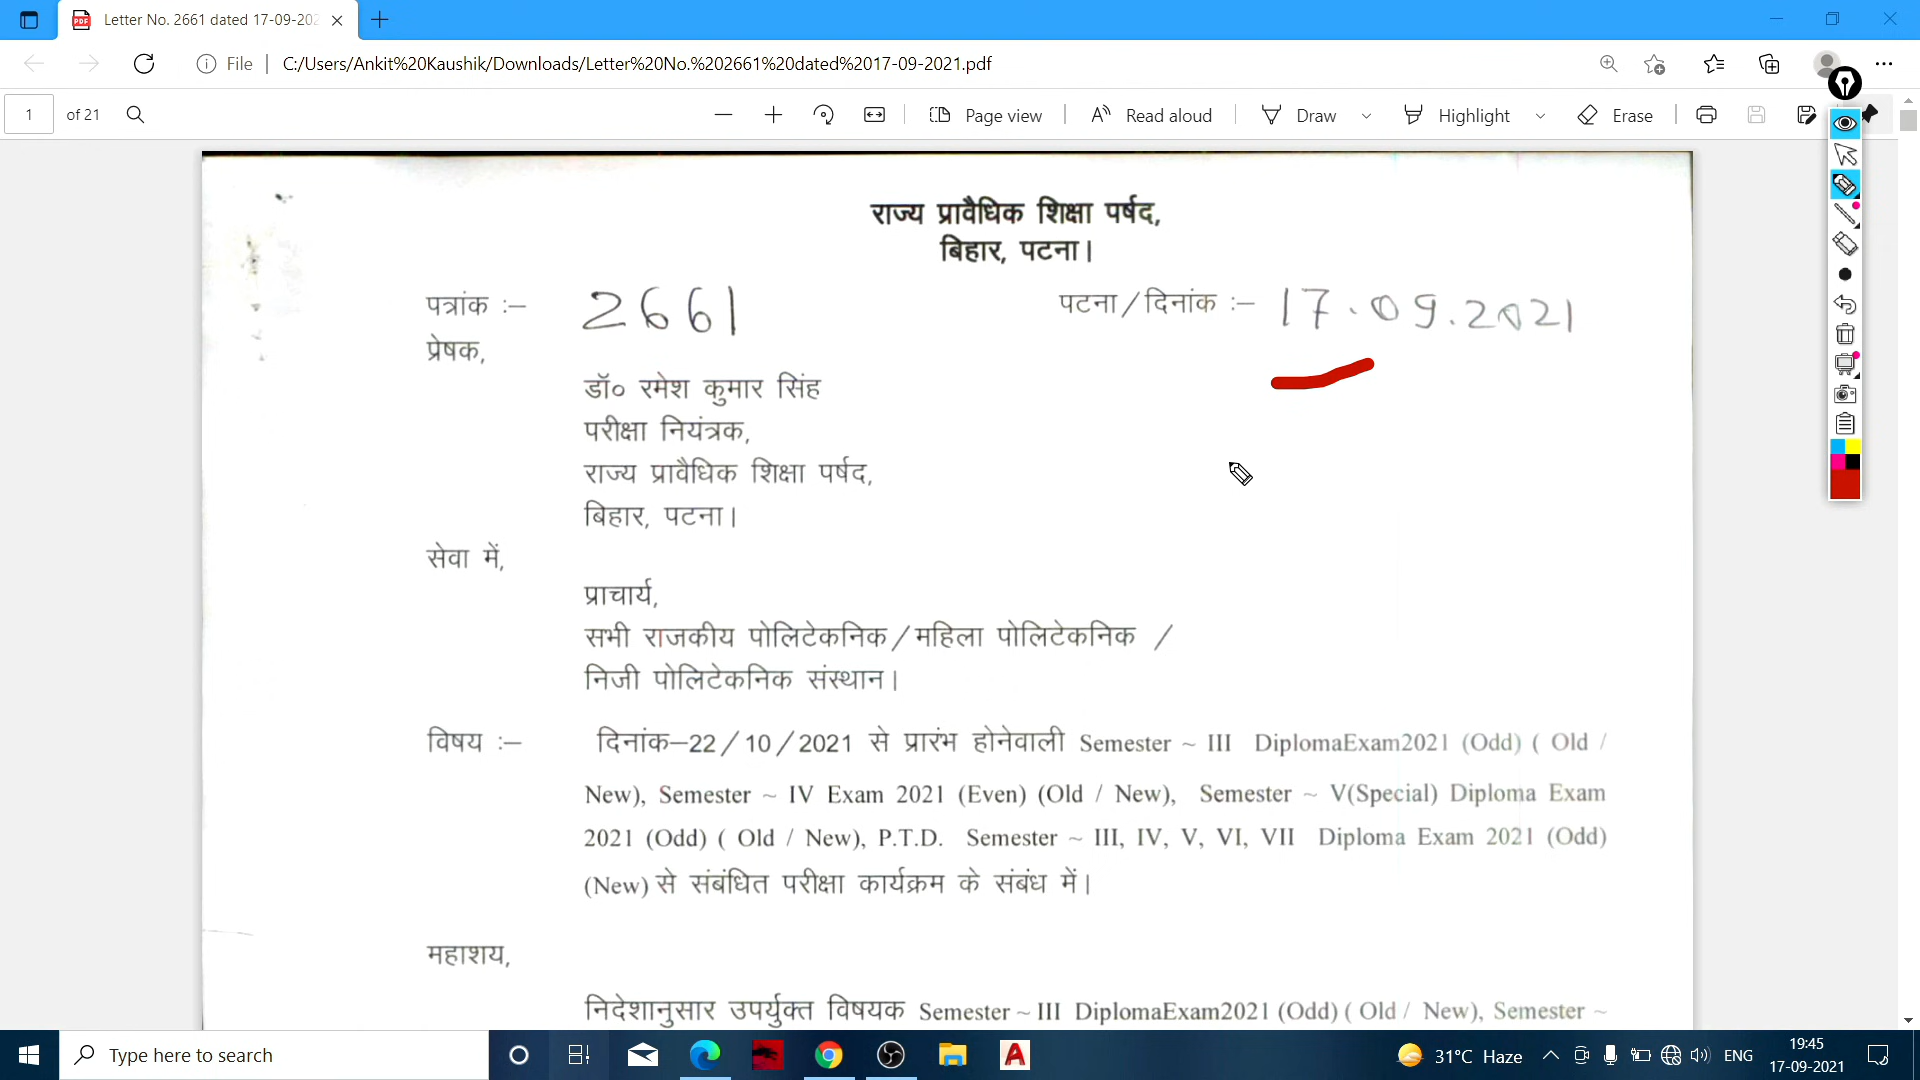 Letter No. 2661 dated 17-09-202
File
C:/Users/Ankit%20Kaushik/Downloads/Letter%20No.%202661%20dated%2017-09-2021.pdf
1 of 21
Page view
Read aloud
Draw
Highlight
Erase
राज्य प्रावैधिक शिक्षा पर्षद,
बिहार, पटना।
पत्रांक :– 2661 पटना/दिनांक :– 17.09.2021
प्रेषक,
डॉ० रमेश कुमार सिंह
परीक्षा नियंत्रक,
राज्य प्रावैधिक शिक्षा पर्षद,
बिहार, पटना।
सेवा में,
प्राचार्य,
सभी राजकीय पोलिटेकनिक/महिला पोलिटेकनिक /
निजी पोलिटेकनिक संस्थान।
विषय :– दिनांक–22/10/2021 से प्रारंभ होनेवाली Semester ~ III DiplomaExam2021 (Odd) ( Old /
New), Semester ~ IV Exam 2021 (Even) (Old / New), Semester ~ V(Special) Diploma Exam
2021 (Odd) ( Old / New), P.T.D. Semester ~ III, IV, V, VI, VII Diploma Exam 2021 (Odd)
(New) से संबंधित परीक्षा कार्यक्रम के संबंध में।
महाशय,
निदेशानुसार उपर्युक्त विषयक Semester ~ III DiplomaExam2021 (Odd) ( Old / New), Semester ~
Type here to search
31°C Haze
ENG
19:45
17-09-2021